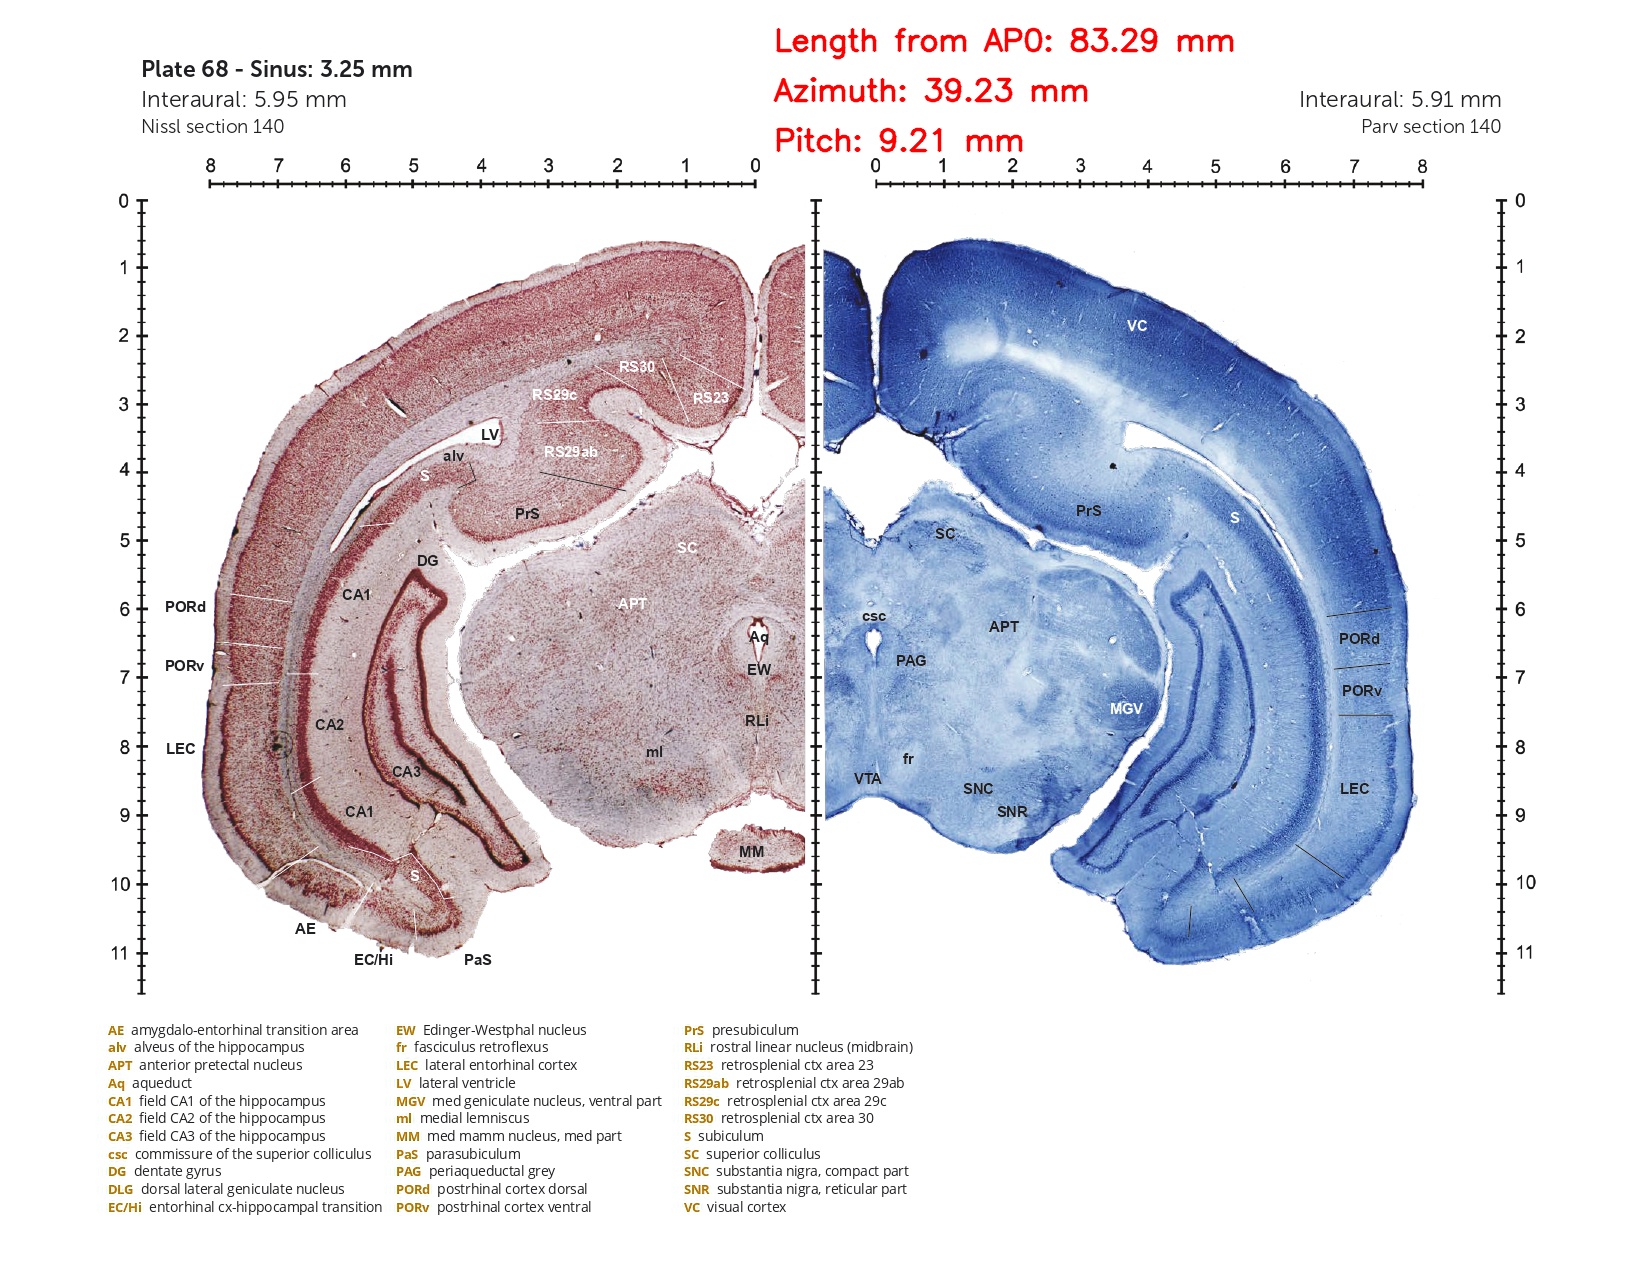 Length from AP0: 83.29 mm
Plate 68 - Sinus: 3.25 mm
Azimuth: 39.23 mm
Interaural: 5.95 mm
Interaural: 5.91 mm
Nissl section 140
Parv section 140
Pitch: 9.21 mm
8 7 6 5 4 3 2 1 0
0 1 2 3 4 5 6 7 8
0 0
1 1
VC
2 2
RS30
RS29c
RS23
3 3
LV
RS29ab
alv
4 4
S
PrS
PrS
S
SC
SC
5 5
DG
CA1
APT
6 6
PORd
csc
APT
Aq
PORd
PORv
EW
PAG
7 7
PORv
MGV
CA2
RLi
LEC
8 8
ml
fr
CA3
VTA
SNC
LEC
CA1
SNR
9 9
MM
S
10 10
AE
EC/Hi
PaS
11 11
AE amygdalo-entorhinal transition area
alv alveus of the hippocampus
APT anterior pretectal nucleus
Aq aqueduct
CA1 field CA1 of the hippocampus
CA2 field CA2 of the hippocampus
CA3 field CA3 of the hippocampus
csc commissure of the superior colliculus
DG dentate gyrus
DLG dorsal lateral geniculate nucleus
EC/Hi entorhinal cx-hippocampal transition
EW Edinger-Westphal nucleus
fr fasciculus retroflexus
LEC lateral entorhinal cortex
LV lateral ventricle
MGV med geniculate nucleus, ventral part
ml medial lemniscus
MM med mamm nucleus, med part
PaS parasubiculum
PAG periaqueductal grey
PORd postrhinal cortex dorsal
PORv postrhinal cortex ventral
PrS presubiculum
RLi rostral linear nucleus (midbrain)
RS23 retrosplenial ctx area 23
RS29ab retrosplenial ctx area 29ab
RS29c retrosplenial ctx area 29c
RS30 retrosplenial ctx area 30
S subiculum
SC superior colliculus
SNC substantia nigra, compact part
SNR substantia nigra, reticular part
VC visual cortex